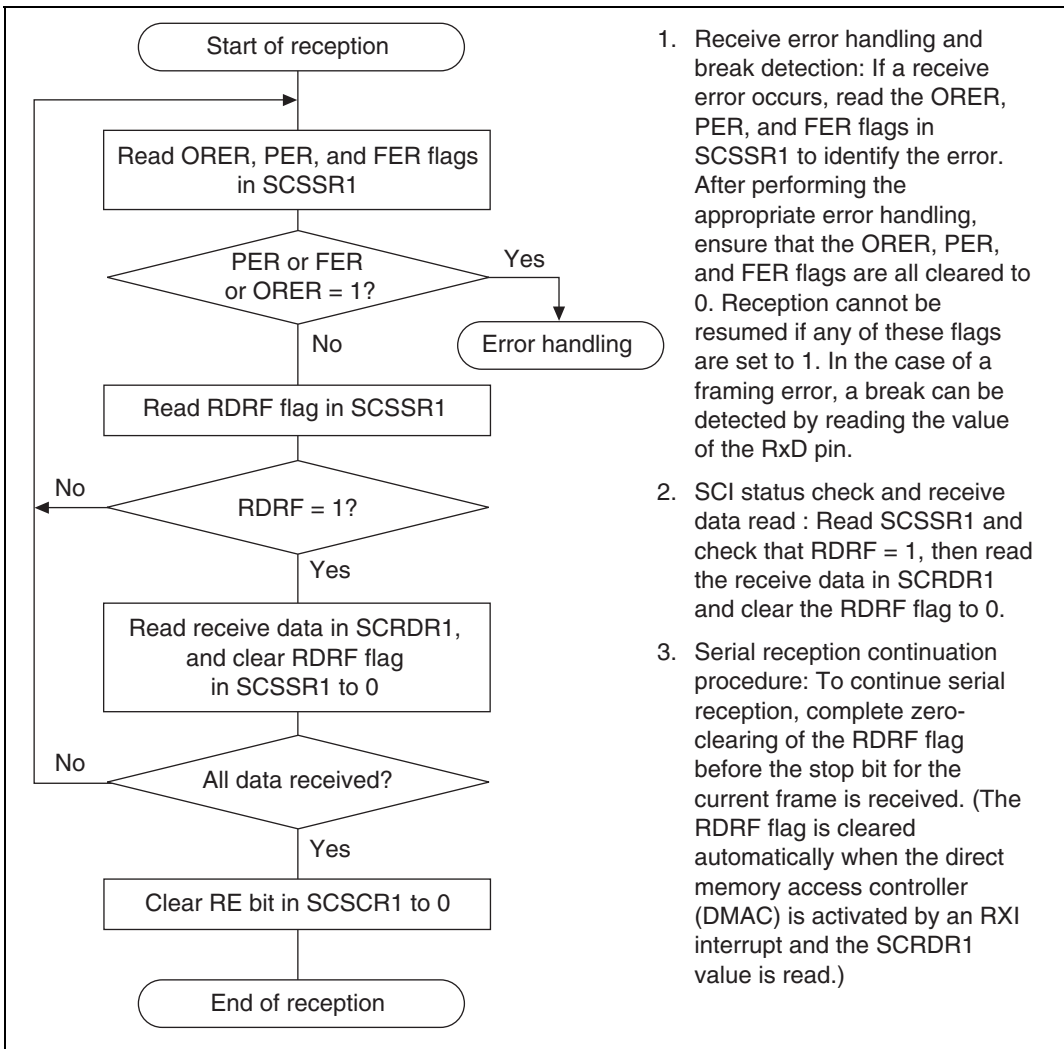 Start of reception
Read ORER, PER, and FER flags
in SCSSR1
PER or FER
or ORER = 1?
Yes
Error handling
No
Read RDRF flag in SCSSR1
No
RDRF = 1?
Yes
Read receive data in SCRDR1,
and clear RDRF flag
in SCSSR1 to 0
No
All data received?
Yes
Clear RE bit in SCSCR1 to 0
End of reception
1. Receive error handling and
break detection: If a receive
error occurs, read the ORER,
PER, and FER flags in
SCSSR1 to identify the error.
After performing the
appropriate error handling,
ensure that the ORER, PER,
and FER flags are all cleared to
0. Reception cannot be
resumed if any of these flags
are set to 1. In the case of a
framing error, a break can be
detected by reading the value
of the RxD pin.
2. SCI status check and receive
data read : Read SCSSR1 and
check that RDRF = 1, then read
the receive data in SCRDR1
and clear the RDRF flag to 0.
3. Serial reception continuation
procedure: To continue serial
reception, complete zero-
clearing of the RDRF flag
before the stop bit for the
current frame is received. (The
RDRF flag is cleared
automatically when the direct
memory access controller
(DMAC) is activated by an RXI
interrupt and the SCRDR1
value is read.)